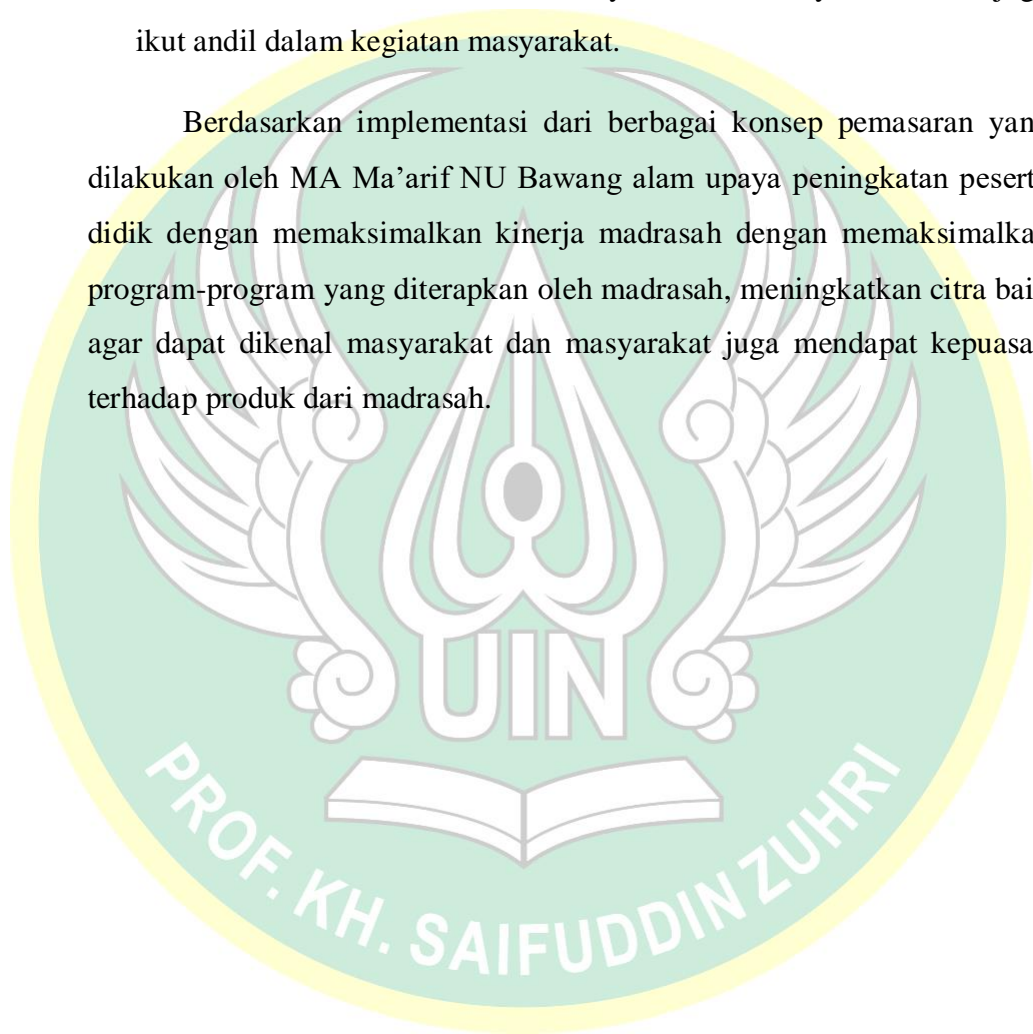 ikut andil dalam kegiatan masyarakat.
Berdasarkan implementasi dari berbagai konsep pemasaran yan
dilakukan oleh MA Ma’arif NU Bawang alam upaya peningkatan pesert
didik dengan memaksimalkan kinerja madrasah dengan memaksimalka
program-program yang diterapkan oleh madrasah, meningkatkan citra bai
agar dapat dikenal masyarakat dan masyarakat juga mendapat kepuasa
terhadap produk dari madrasah.
UIN
PROF. KH. SAIFUDDIN ZUHRI